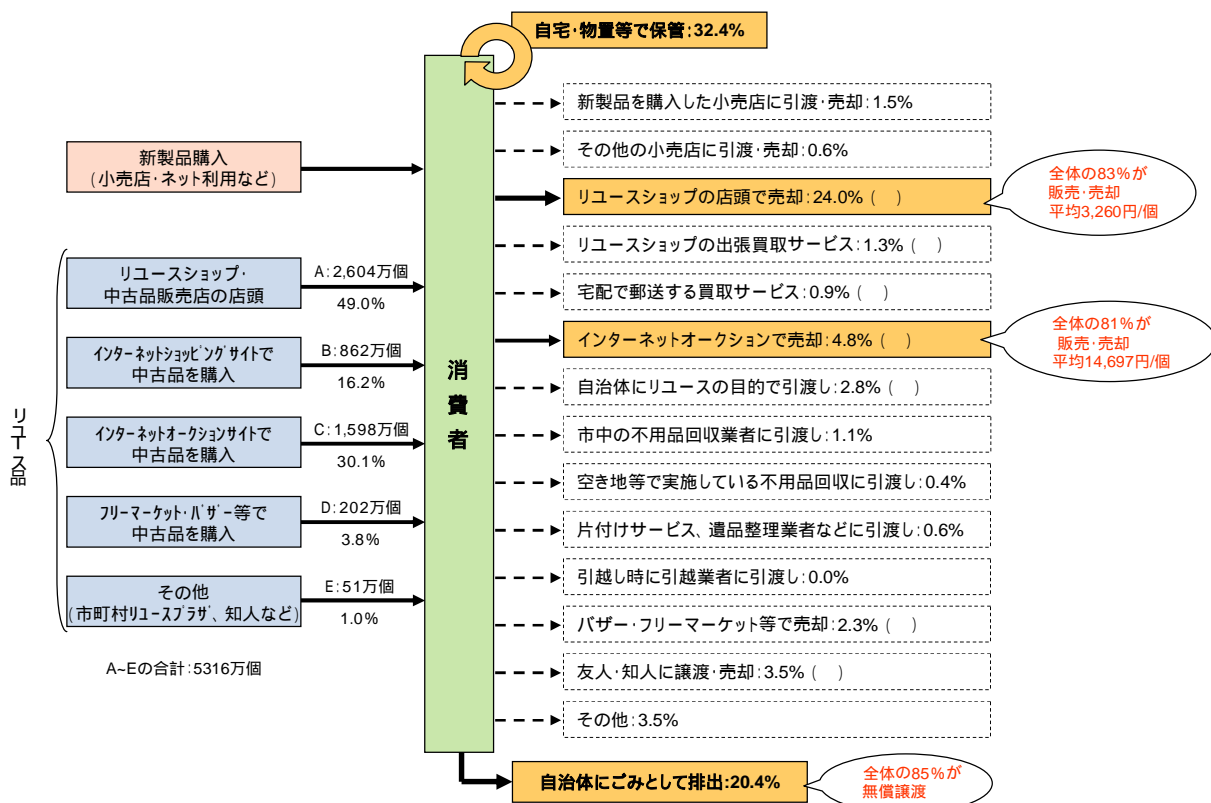 自宅・物置等で保管:32.4%
新製品を購入した小売店に引渡・売却:1.5%
その他の小売店に引渡・売却:0.6%
新製品購入
(小売店・ネット利用など)
リユースショップの店頭で売却:24.0% (　)
全体の83%が
販売・売却
平均3,260円/個
リユースショップの出張買取サービス:1.3% (　)
宅配で郵送する買取サービス:0.9% (　)
インターネットオークションで売却:4.8% (　)
全体の81%が
販売・売却
平均14,697円/個
自治体にリユースの目的で引渡し:2.8% (　)
市中の不用品回収業者に引渡し:1.1%
空き地等で実施している不用品回収に引渡し:0.4%
片付けサービス、遺品整理業者などに引渡し:0.6%
引越し時に引越業者に引渡し:0.0%
バザー・フリーマーケット等で売却:2.3% (　)
友人・知人に譲渡・売却:3.5% (　)
その他:3.5%
自治体にごみとして排出:20.4%
全体の85%が
無償譲渡
消費者
リユース品
リユースショップ・
中古品販売店の店頭
A:2,604万個
49.0%
ｲﾝﾀｰﾈｯﾄｼｮｯﾋﾟﾝｸﾞｻｲﾄで
中古品を購入
B:862万個
16.2%
ｲﾝﾀｰﾈｯﾄｵｰｸｼｮﾝｻｲﾄで
中古品を購入
C:1,598万個
30.1%
ﾌﾘｰﾏｰｹｯﾄ・ﾊﾞｻﾞｰ等で
中古品を購入
D:202万個
3.8%
その他
(市町村ﾘﾕｰｽﾌﾟﾗｻﾞ、知人など)
E:51万個
1.0%
A~Eの合計:5316万個